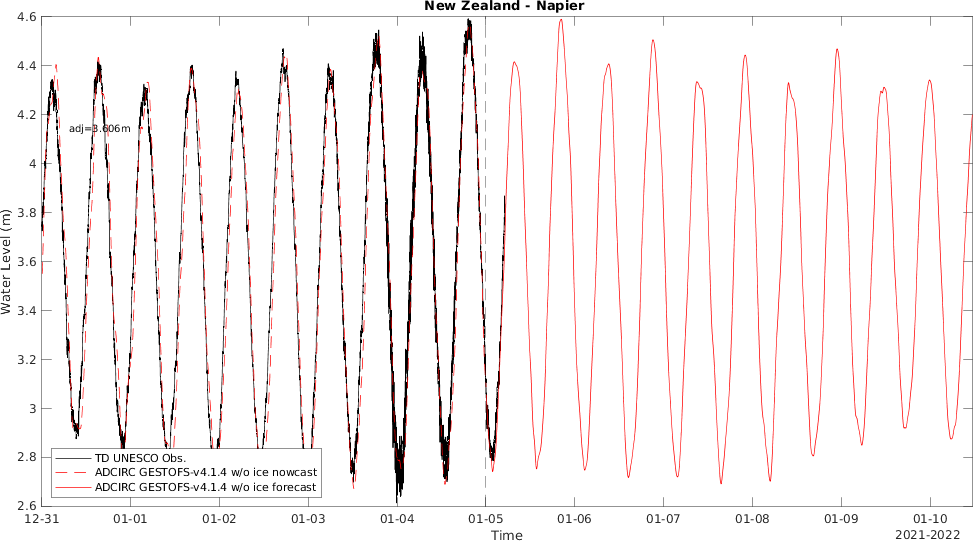 New Zealand - Napier
Water Level (m)
4.6
4.4
4.2
4
3.8
3.6
3.4
3.2
3
2.8
2.6
adj=3.606m
TD UNESCO Obs.
ADCIRC GESTOFS-v4.1.4 w/o ice nowcast
ADCIRC GESTOFS-v4.1.4 w/o ice forecast
12-31 01-01 01-02 01-03 01-04 01-05 01-06 01-07 01-08 01-09 01-10
Time
2021-2022